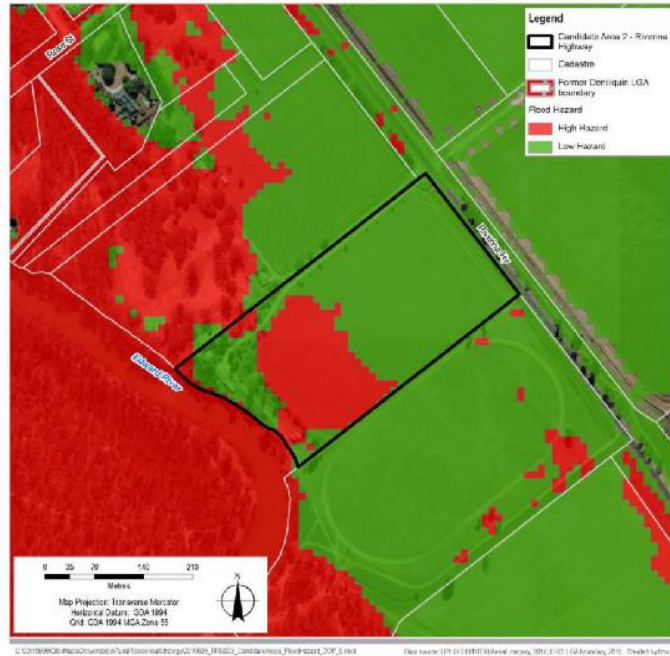 Legend
Candidate Area 2 - Riverina
Highway
Cadastre
Former Deniliquin LGA
boundary
Flood Hazard
High Hazard
Low Hazard
Rose St
Riverina Hy
Edward River
0 35 70 140 210
Metres
N
Map Projection: Transverse Mercator
Horizontal Datum: GDA 1994
Grid: GDA 1994 MGA Zone 55